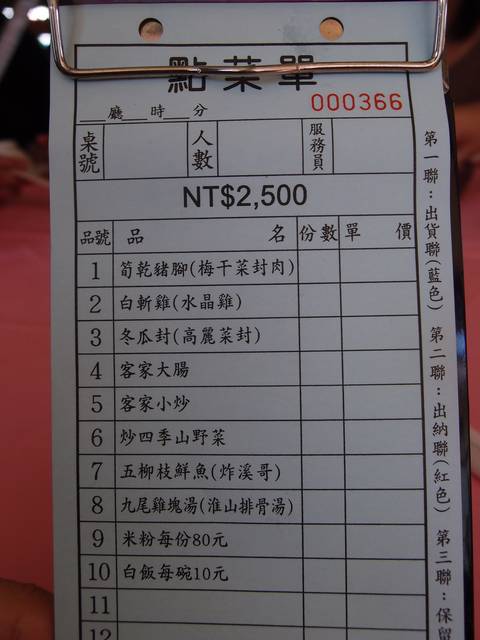 點菜單
廳 時 分 000366
桌號 人數 服務員
NT$2,500
品號 品 名 份數 單 價
1 筍乾豬腳(梅干菜封肉)
2 白斬雞(水晶雞)
3 冬瓜封(高麗菜封)
4 客家大腸
5 客家小炒
6 炒四季山野菜
7 五柳枝鮮魚(炸溪哥)
8 九尾雞塊湯(淮山排骨湯)
9 米粉每份80元
10 白飯每碗10元
11
12
第一聯:出貨聯(藍色) 第二聯:出納聯(紅色) 第三聯:保留